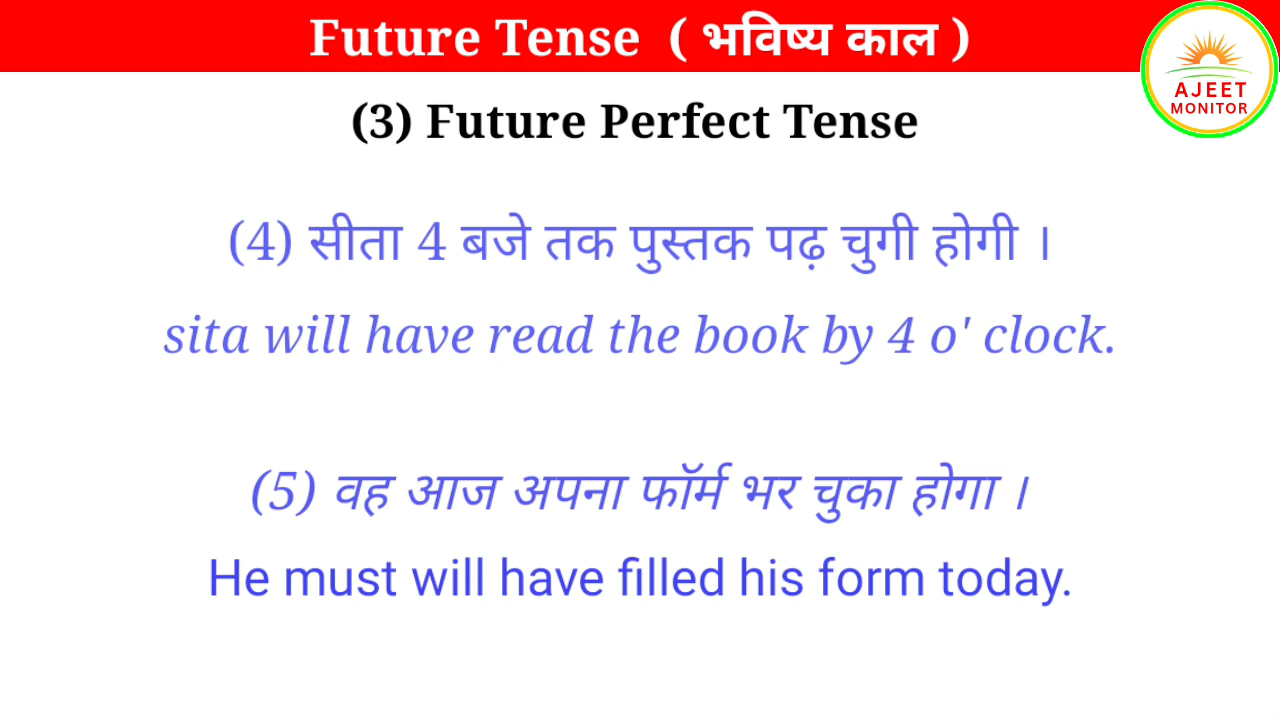 Future Tense ( भविष्य काल )
AJEET
MONITOR
(3) Future Perfect Tense
(4) सीता 4 बजे तक पुस्तक पढ़ चुगी होगी ।
sita will have read the book by 4 o' clock.
(5) वह आज अपना फॉर्म भर चुका होगा ।
He must will have filled his form today.